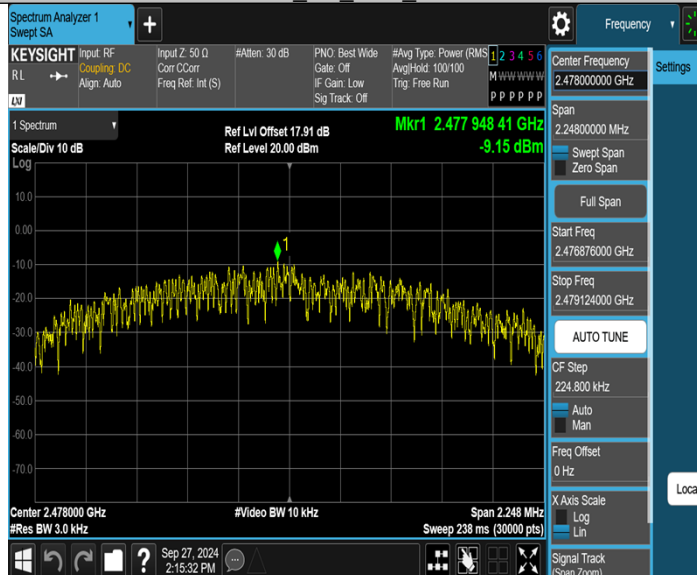 Spectrum Analyzer 1
Swept SA
Frequency
KEYSIGHT
RL
LXI
Input: RF
Coupling: DC
Align: Auto
Input Z: 50 Ω
Corr CCorr
Freq Ref: Int (S)
#Atten: 30 dB
PNO: Best Wide
Gate: Off
IF Gain: Low
Sig Track: Off
#Avg Type: Power (RMS
Avg|Hold: 100/100
Trig: Free Run
1 2 3 4 5 6
M W W W W W
P P P P P P
1 Spectrum
Scale/Div 10 dB
Log
Ref Lvl Offset 17.91 dB
Ref Level 20.00 dBm
Mkr1 2.477 948 41 GHz
-9.15 dBm
10.0
0.00
-10.0
-20.0
-30.0
-40.0
-50.0
-60.0
-70.0
1
Center 2.478000 GHz
#Res BW 3.0 kHz
#Video BW 10 kHz
Span 2.248 MHz
Sweep 238 ms (30000 pts)
?
Sep 27, 2024
2:15:32 PM
Center Frequency
2.478000000 GHz
Span
2.24800000 MHz
Swept Span
Zero Span
Full Span
Start Freq
2.476876000 GHz
Stop Freq
2.479124000 GHz
AUTO TUNE
CF Step
224.800 kHz
Auto
Man
Freq Offset
0 Hz
X Axis Scale
Log
Lin
Signal Track
(Span Zoom)
Settings
Loca